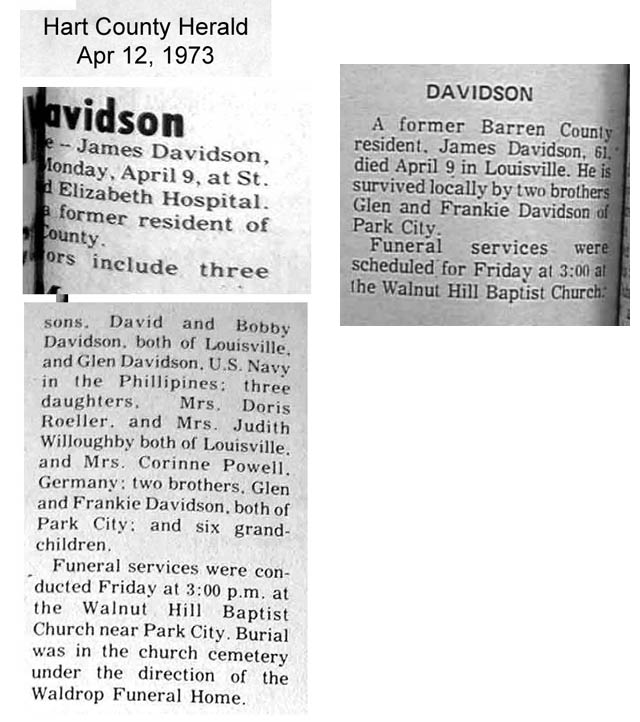 Hart County Herald
Apr 12, 1973
avidson
e -- James Davidson,
Monday, April 9, at St.
d Elizabeth Hospital.
a former resident of
County.
ors include three
sons, David and Bobby
Davidson, both of Louisville,
and Glen Davidson, U.S. Navy
in the Phillipines; three
daughters, Mrs. Doris
Roeller, and Mrs. Judith
Willoughby both of Louisville,
and Mrs. Corinne Powell,
Germany; two brothers, Glen
and Frankie Davidson, both of
Park City; and six grand-
children.
Funeral services were con-
ducted Friday at 3:00 p.m. at
the Walnut Hill Baptist
Church near Park City. Burial
was in the church cemetery
under the direction of the
Waldrop Funeral Home.
DAVIDSON
A former Barren County
resident, James Davidson, 61,
died April 9 in Louisville. He is
survived locally by two brothers
Glen and Frankie Davidson of
Park City.
Funeral services were
scheduled for Friday at 3:00 at
the Walnut Hill Baptist Church.